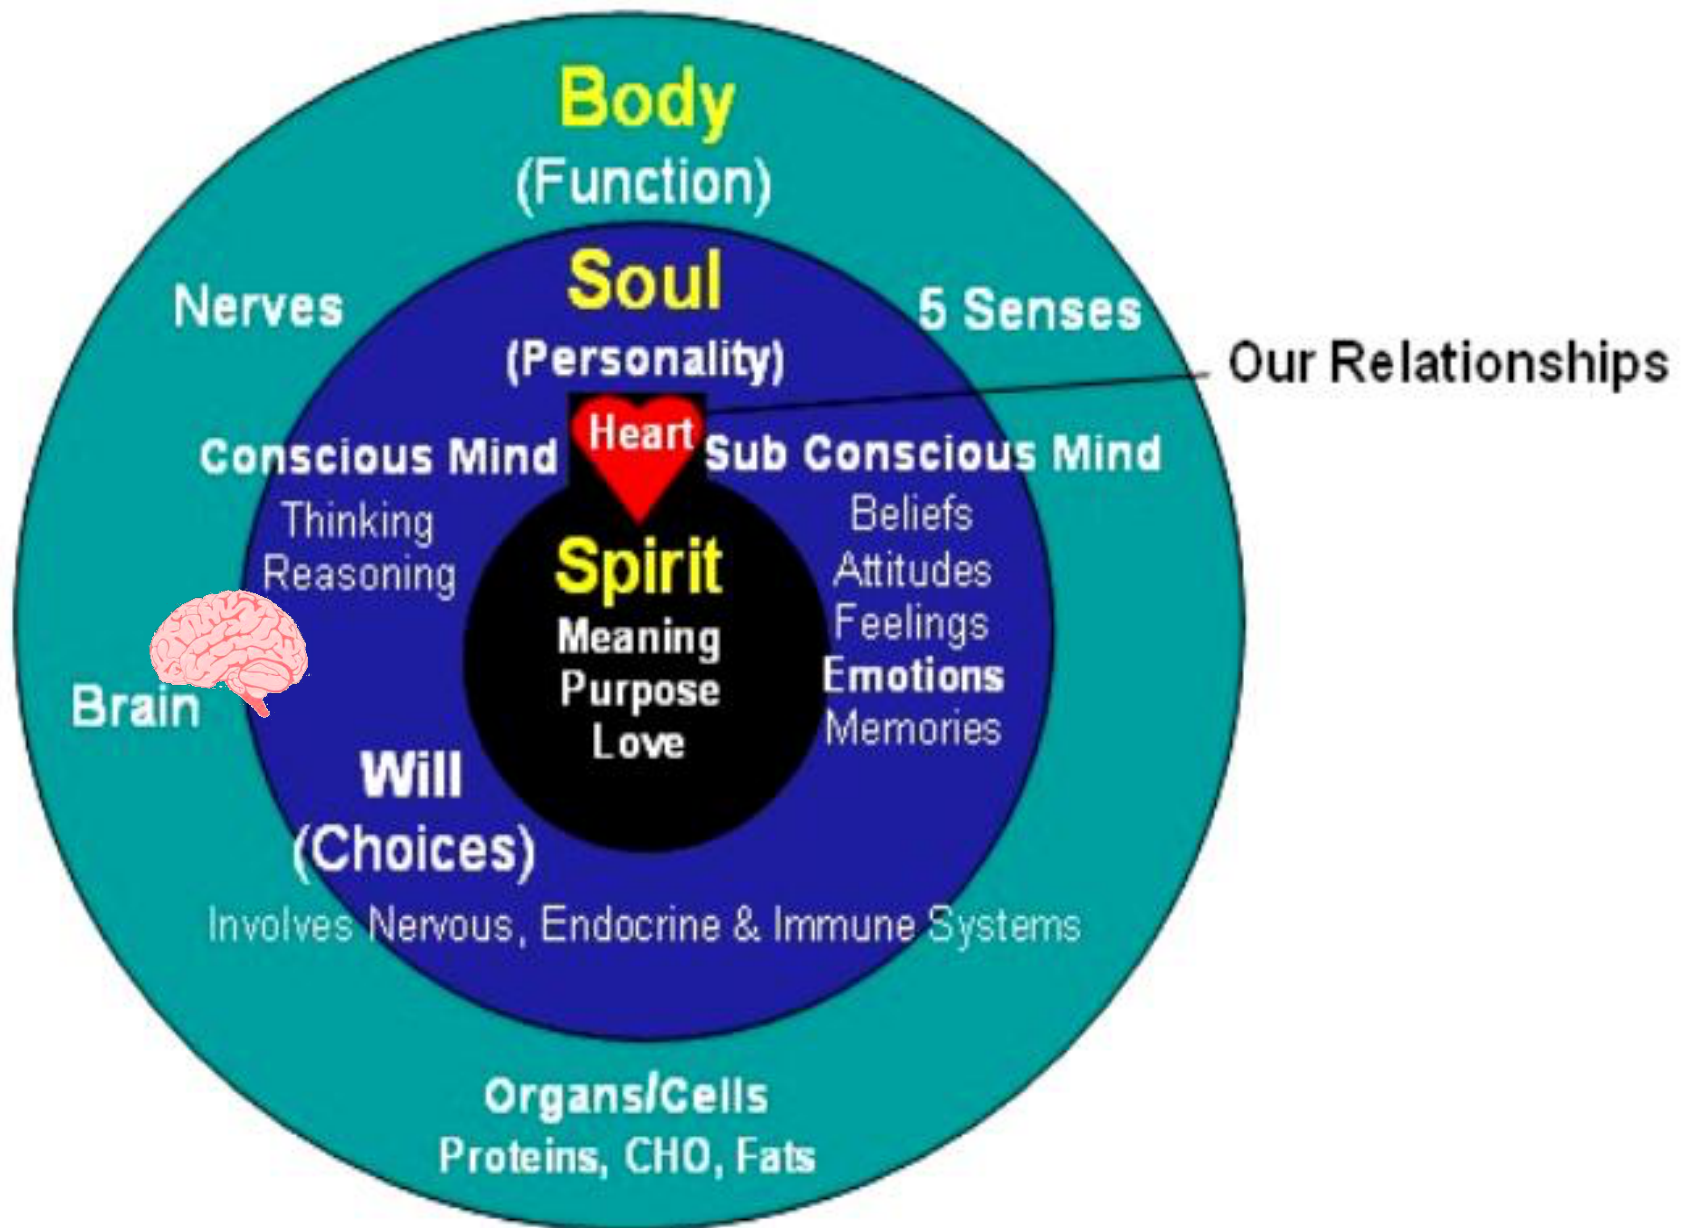 Body
(Function)
Soul
(Personality)
Nerves
5 Senses
Our Relationships
Heart
Conscious Mind
Thinking
Reasoning
Sub Conscious Mind
Beliefs
Attitudes
Feelings
Emotions
Memories
Spirit
Meaning
Purpose
Love
Brain
Will
(Choices)
Involves Nervous, Endocrine & Immune Systems
Organs/Cells
Proteins, CHO, Fats